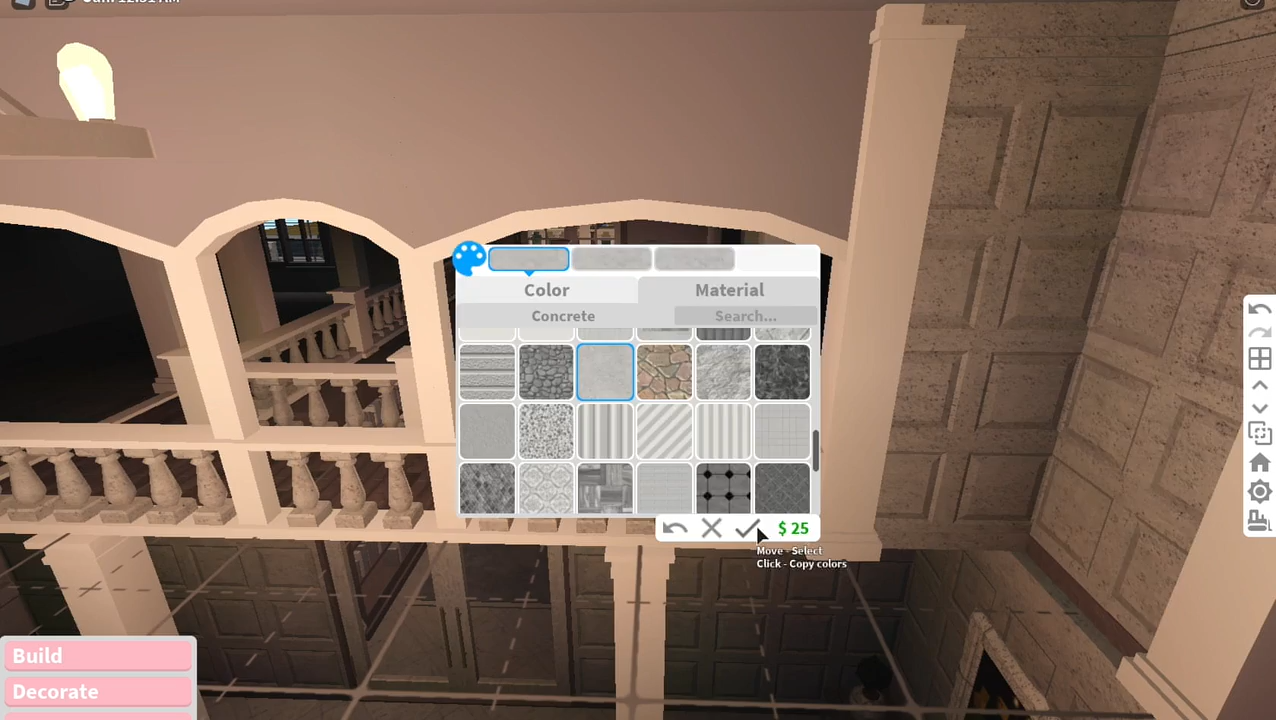 Color
Material
Concrete
Search...
$ 25
Move - Select
Click - Copy colors
Build
Decorate